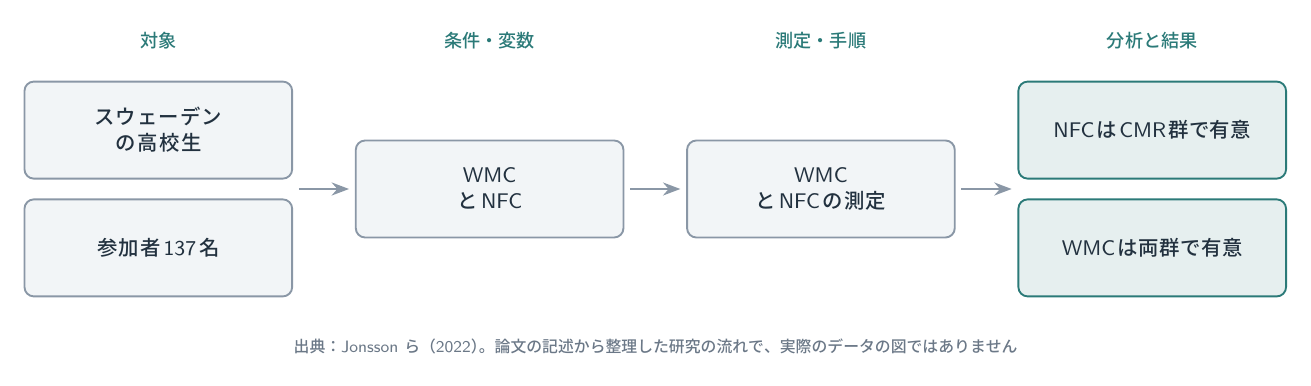 対象
条件・変数
測定・手順
分析と結果
スウェーデン
の高校生
参加者137名
WMC
とNFC
WMC
とNFCの測定
NFCはCMR群で有意
WMCは両群で有意
出典：Jonsson ら（2022）。論文の記述から整理した研究の流れで、実際のデータの図ではありません